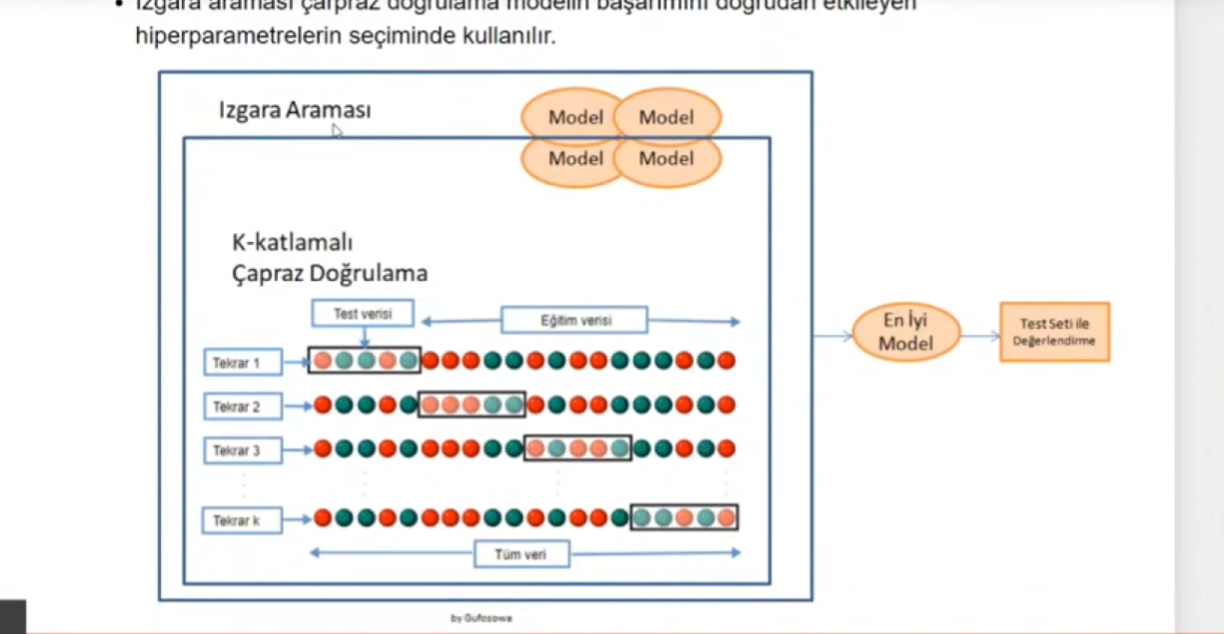 Izgara araması çarpraz doğrulama modelin başarımını doğrudan etkileyen
hiperparametrelerin seçiminde kullanılır.
Izgara Araması
Model Model
Model Model
K-katlamalı
Çapraz Doğrulama
Test verisi
Eğitim verisi
Tekrar 1
Tekrar 2
Tekrar 3
Tekrar k
Tüm veri
En İyi
Model
Test Seti ile
Değerlendirme
by Gufosowa